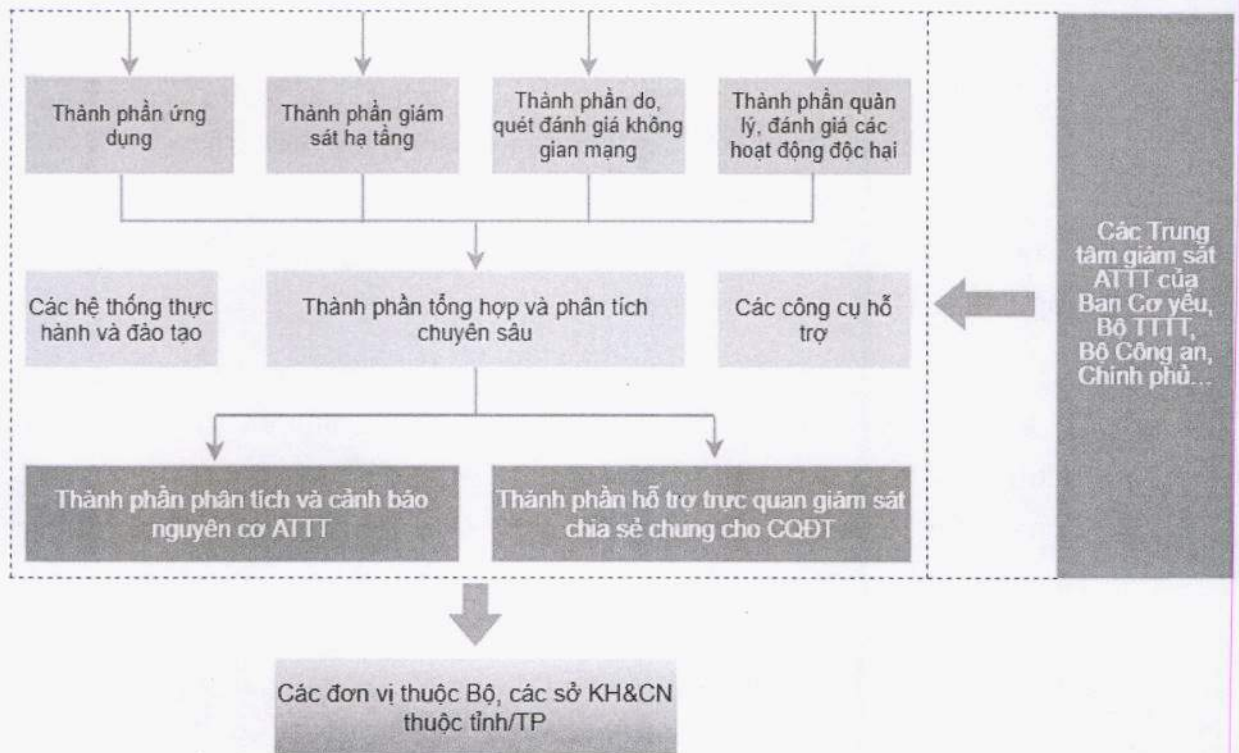 Thành phần ứng
dụng
Thành phần giám
sát hạ tầng
Thành phần do,
quét đánh giá không
gian mạng
Thành phần quản
lý, đánh giá các
hoạt động độc hại
Các Trung
tâm giám sát
ATTT của
Ban Cơ yếu,
Bộ TTTT,
Bộ Công an,
Chính phủ...
Các hệ thống thực
hành và đào tạo
Thành phần tổng hợp và phân tích
chuyên sâu
Các công cụ hỗ
trợ
Thành phần phân tích và cảnh báo
nguyên cơ ATTT
Thành phần hỗ trợ trực quan giám sát
chia sẻ chung cho CQĐT
Các đơn vị thuộc Bộ, các sở KH&CN
thuộc tỉnh/TP